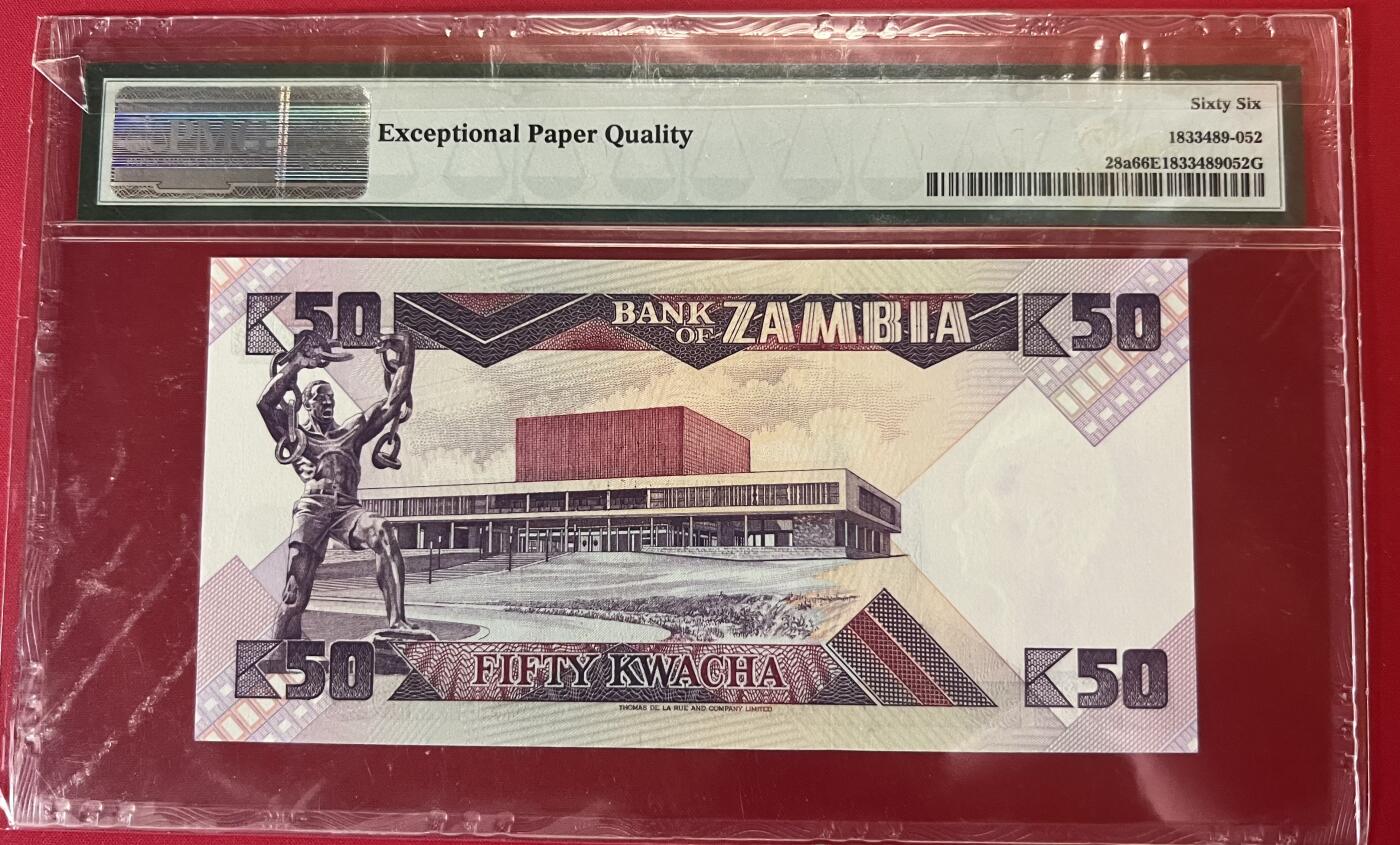 PMG
Exceptional Paper Quality
Sixty Six
1833489-052
28a66E1833489052G
K50
BANK OF ZAMBIA
K50
K50
FIFTY KWACHA
K50
THOMAS DE LA RUE AND COMPANY LIMITED